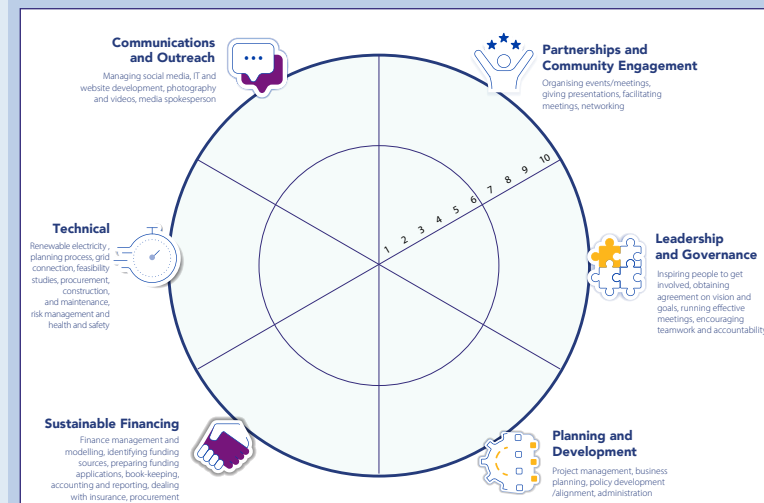 Communications
and Outreach
Managing social media, IT and
website development, photography
and videos, media spokesperson
Partnerships and
Community Engagement
Organising events/meetings,
giving presentations, facilitating
meetings, networking
1 2 3 4 5 6 7 8 9 10
Technical
Renewable electricity,
planning process, grid
connection, feasibility
studies, procurement,
construction,
and maintenance,
risk management and
health and safety
Leadership
and Governance
Inspiring people to get
involved, obtaining
agreement on vision and
goals, running effective
meetings, encouraging
teamwork and accountability
Sustainable Financing
Finance management and
modelling, identifying funding
sources, preparing funding
applications, book-keeping,
accounting and reporting, dealing
with insurance, procurement
Planning and
Development
Project management, business
planning, policy development
/alignment, administration